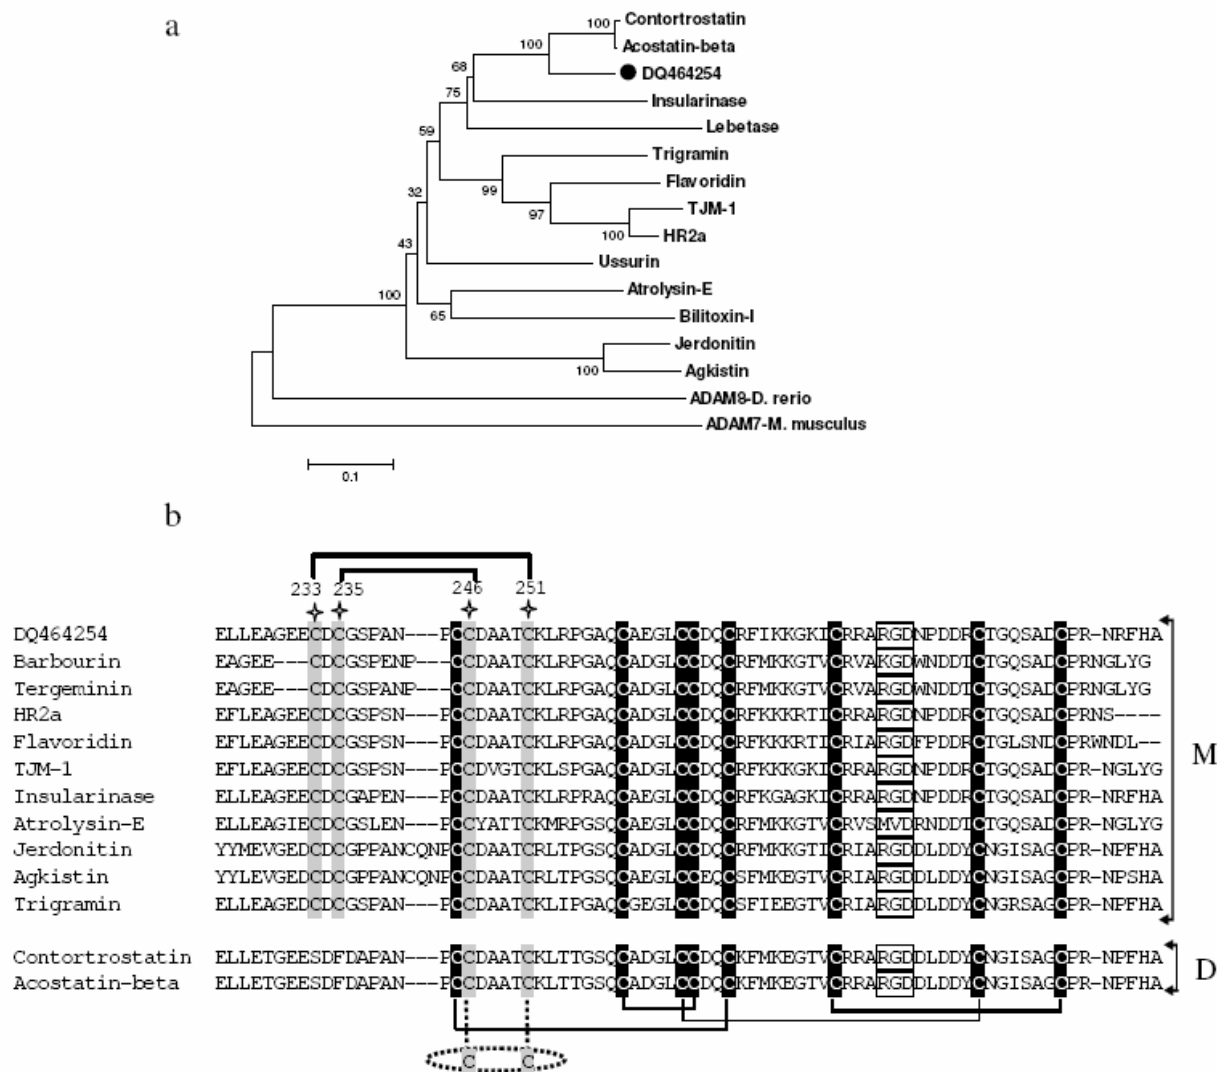 a
100 Contortrostatin
100 Acostatin-beta
DQ464254
68
Insularinase
75
Lebetase
59
Trigramin
99 Flavoridin
32
97 TJM-1
100 HR2a
43
Ussurin
Atrolysin-E
100
65 Bilitoxin-I
Jerdonitin
100 Agkistin
ADAM8-D. rerio
ADAM7-M. musculus
0.1
b
233 235 246 251
DQ464254 ELLEAGEECDCGSPAN---PCCDAATCKLRPGAQCAEGLCCDQCRFIKKGKICRRARGDNPDDRCTGQSADCPR-NRFHA
Barbourin EAGEE---CDCGSPENP--CCDAATCKLRPGAQCADGLCCDQCRFMKKGTVCRVAKGDWNDDTCTGQSADCPRNGLYG
Tergeminin EAGEE---CDCGSPANP--CCDAATCKLRPGAQCADGLCCDQCRFMKKGTVCRVARGDWNDDTCTGQSADCPRNGLYG
HR2a EFLEAGEECDCGSPSN---PCCDAATCKLRPGAQCADGLCCDQCRFKKKRTICRRARGDNPDDRCTGQSADCPRNS----
Flavoridin EFLEAGEECDCGSPSN---PCCDAATCKLRPGAQCADGLCCDQCRFKKKRTICRIARGDFPDDRCTGLSNDCPRWNDL--
TJM-1 EFLEAGEECDCGSPSN---PCCDVGTCKLSPGAQCADGLCCDQCRFKKKGKICRRARGDNPDDRCTGQSADCPR-NGLYG
Insularinase ELLEAGEECDCGAPEN---PCCDAATCKLRPRAQCAEGLCCDQCRFKGAGKICRRARGDNPDDRCTGQSADCPR-NRFHA
Atrolysin-E ELLEAGIECDCGSLEN---PCCYATTCKMRPGSQCAEGLCCDQCRFMKKGTVCRVSMVDRNDDTCTGQSADCPR-NGLYG
Jerdonitin YYMEVGEDCDCGPPANCQNPCCDAATCRLTPGSQCADGLCCDQCRFMKKGTICRIARGDDLDDYCNGISAGCPR-NPFHA
Agkistin YYLEVGEDCDCGPPANCQNPCCDAATCRLTPGSQCAEGLCCEQCSFMKEGTVCRIARGDDLDDYCNGISAGCPR-NPSHA
Trigramin ELLEAGEDCDCGSPAN---PCCDAATCKLIPGAQCGEGLCCDQCSFIEEGTVCRIARGDDLDDYCNGRSAGCPR-NPFHA
M
Contortrostatin ELLETGEESDFDAPAN---PCCDAATCKLTTGSQCADGLCCDQCKFMKEGTVCRRARGDDLDDYCNGISAGCPR-NPFHA
Acostatin-beta ELLETGEESDFDAPAN---PCCDAATCKLTTGSQCADGLCCDQCKFMKEGTVCRRARGDDLDDYCNGISAGCPR-NPFHA
D
C C